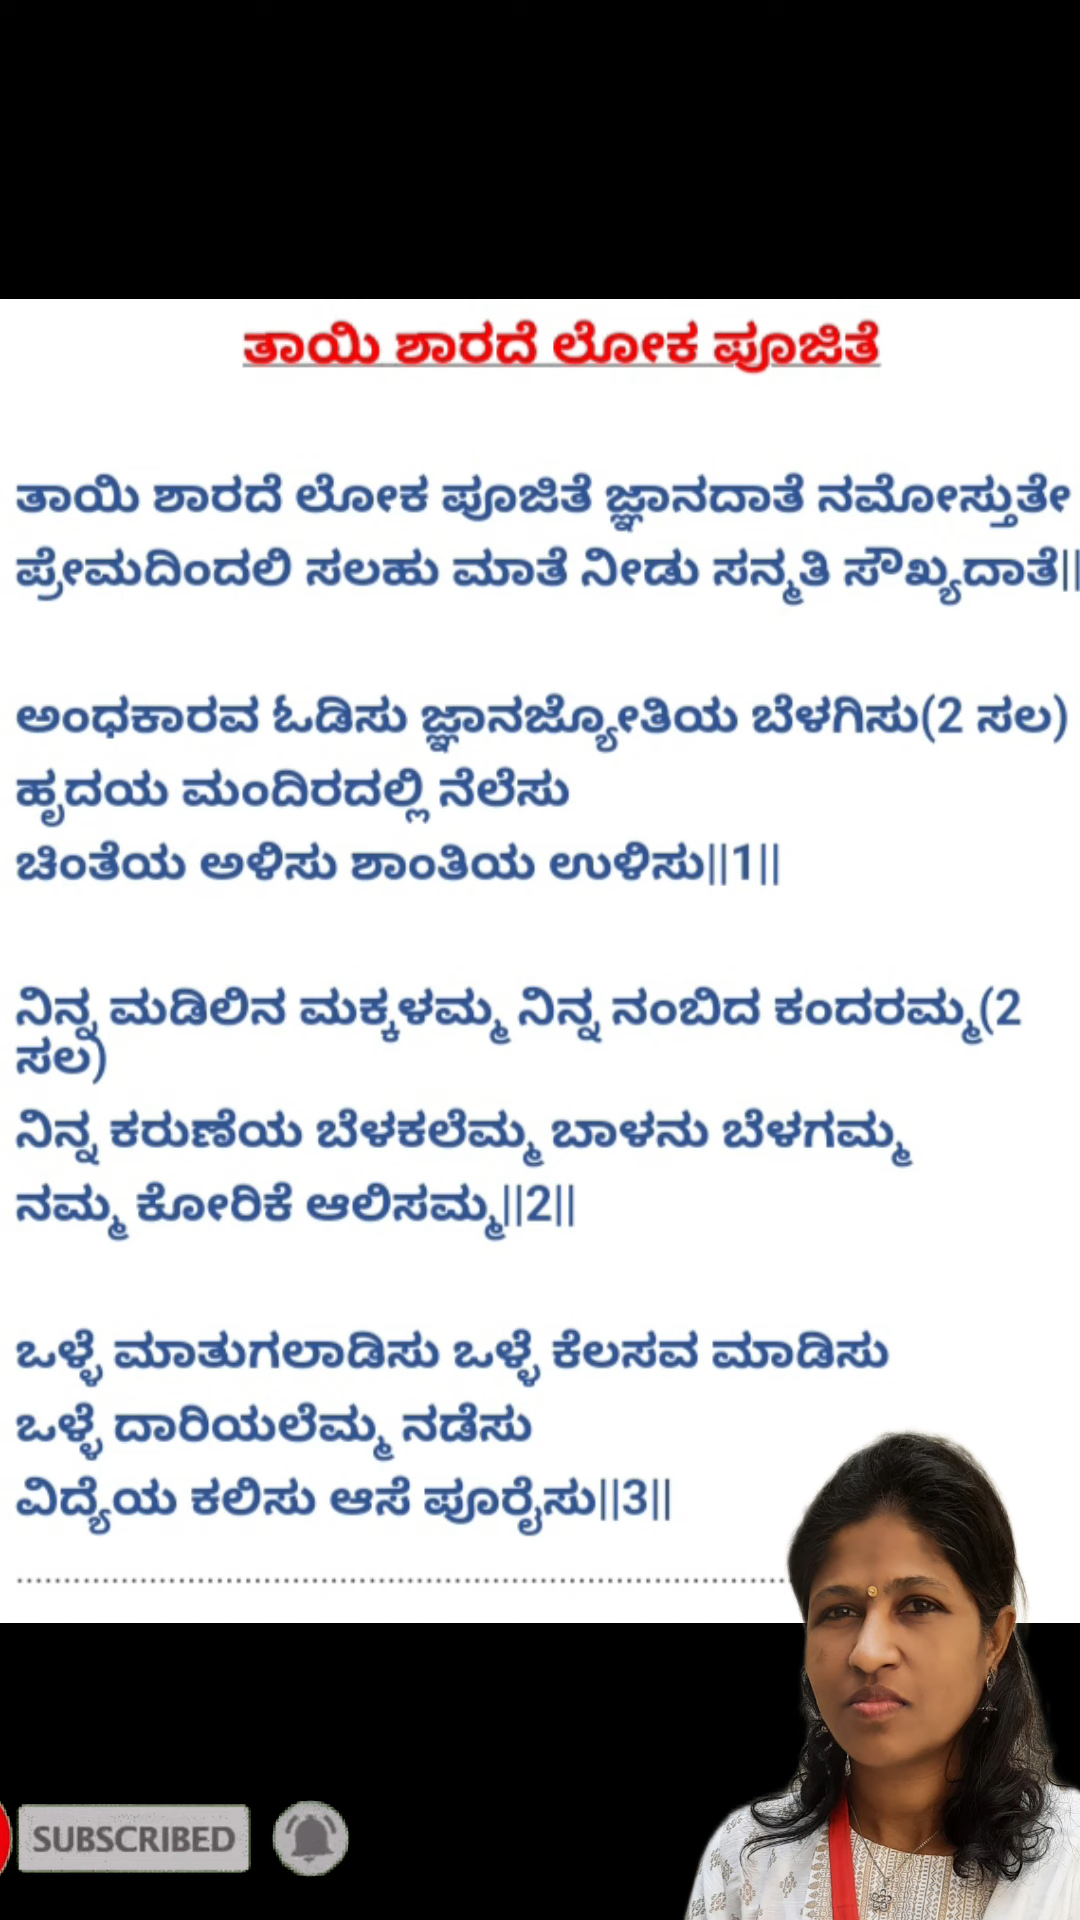 ತಾಯಿ ಶಾರದೆ ಲೋಕ ಪೂಜಿತೆ
ತಾಯಿ ಶಾರದೆ ಲೋಕ ಪೂಜಿತೆ ಜ್ಞಾನದಾತೆ ನಮೋಸ್ತುತೇ
ಪ್ರೇಮದಿಂದಲಿ ಸಲಹು ಮಾತೆ ನೀಡು ಸನ್ಮತಿ ಸೌಖ್ಯದಾತೆ||
ಅಂಧಕಾರವ ಓಡಿಸು ಜ್ಞಾನಜ್ಯೋತಿಯ ಬೆಳಗಿಸು(2 ಸಲ)
ಹೃದಯ ಮಂದಿರದಲ್ಲಿ ನೆಲೆಸು
ಚಿಂತೆಯ ಅಳಿಸು ಶಾಂತಿಯ ಉಳಿಸು||1||
ನಿನ್ನ ಮಡಿಲಿನ ಮಕ್ಕಳಮ್ಮ ನಿನ್ನ ನಂಬಿದ ಕಂದರಮ್ಮ(2
ಸಲ)
ನಿನ್ನ ಕರುಣೆಯ ಬೆಳಕಲೆಮ್ಮ ಬಾಳನು ಬೆಳಗಮ್ಮ
ನಮ್ಮ ಕೋರಿಕೆ ಆಲಿಸಮ್ಮ||2||
ಒಳ್ಳೆ ಮಾತುಗಲಾಡಿಸು ಒಳ್ಳೆ ಕೆಲಸವ ಮಾಡಿಸು
ಒಳ್ಳೆ ದಾರಿಯಲೆಮ್ಮ ನಡೆಸು
ವಿದ್ಯೆಯ ಕಲಿಸು ಆಸೆ ಪೂರೈಸು||3||
SUBSCRIBED